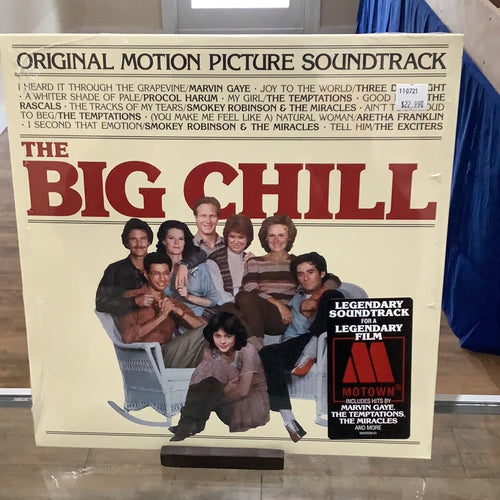 ORIGINAL MOTION PICTURE SOUNDTRACK
I HEARD IT THROUGH THE GRAPEVINE/MARVIN GAYE · JOY TO THE WORLD/THREE D GHT
· A WHITER SHADE OF PALE/PROCOL HARUM · MY GIRL/THE TEMPTATIONS · GOOD THE
RASCALS · THE TRACKS OF MY TEARS/SMOKEY ROBINSON & THE MIRACLES · AIN'T OUD
TO BEG/THE TEMPTATIONS · (YOU MAKE ME FEEL LIKE A) NATURAL WOMAN/ARETHA FRANKLIN
· I SECOND THAT EMOTION/SMOKEY ROBINSON & THE MIRACLES · TELL HIM/THE EXCITERS
110721
$22.99
THE
BIG CHILL
LEGENDARY
SOUNDTRACK
FOR A
LEGENDARY
FILM
MOTOWN
INCLUDES HITS BY
MARVIN GAYE,
THE TEMPTATIONS,
THE MIRACLES
AND MORE